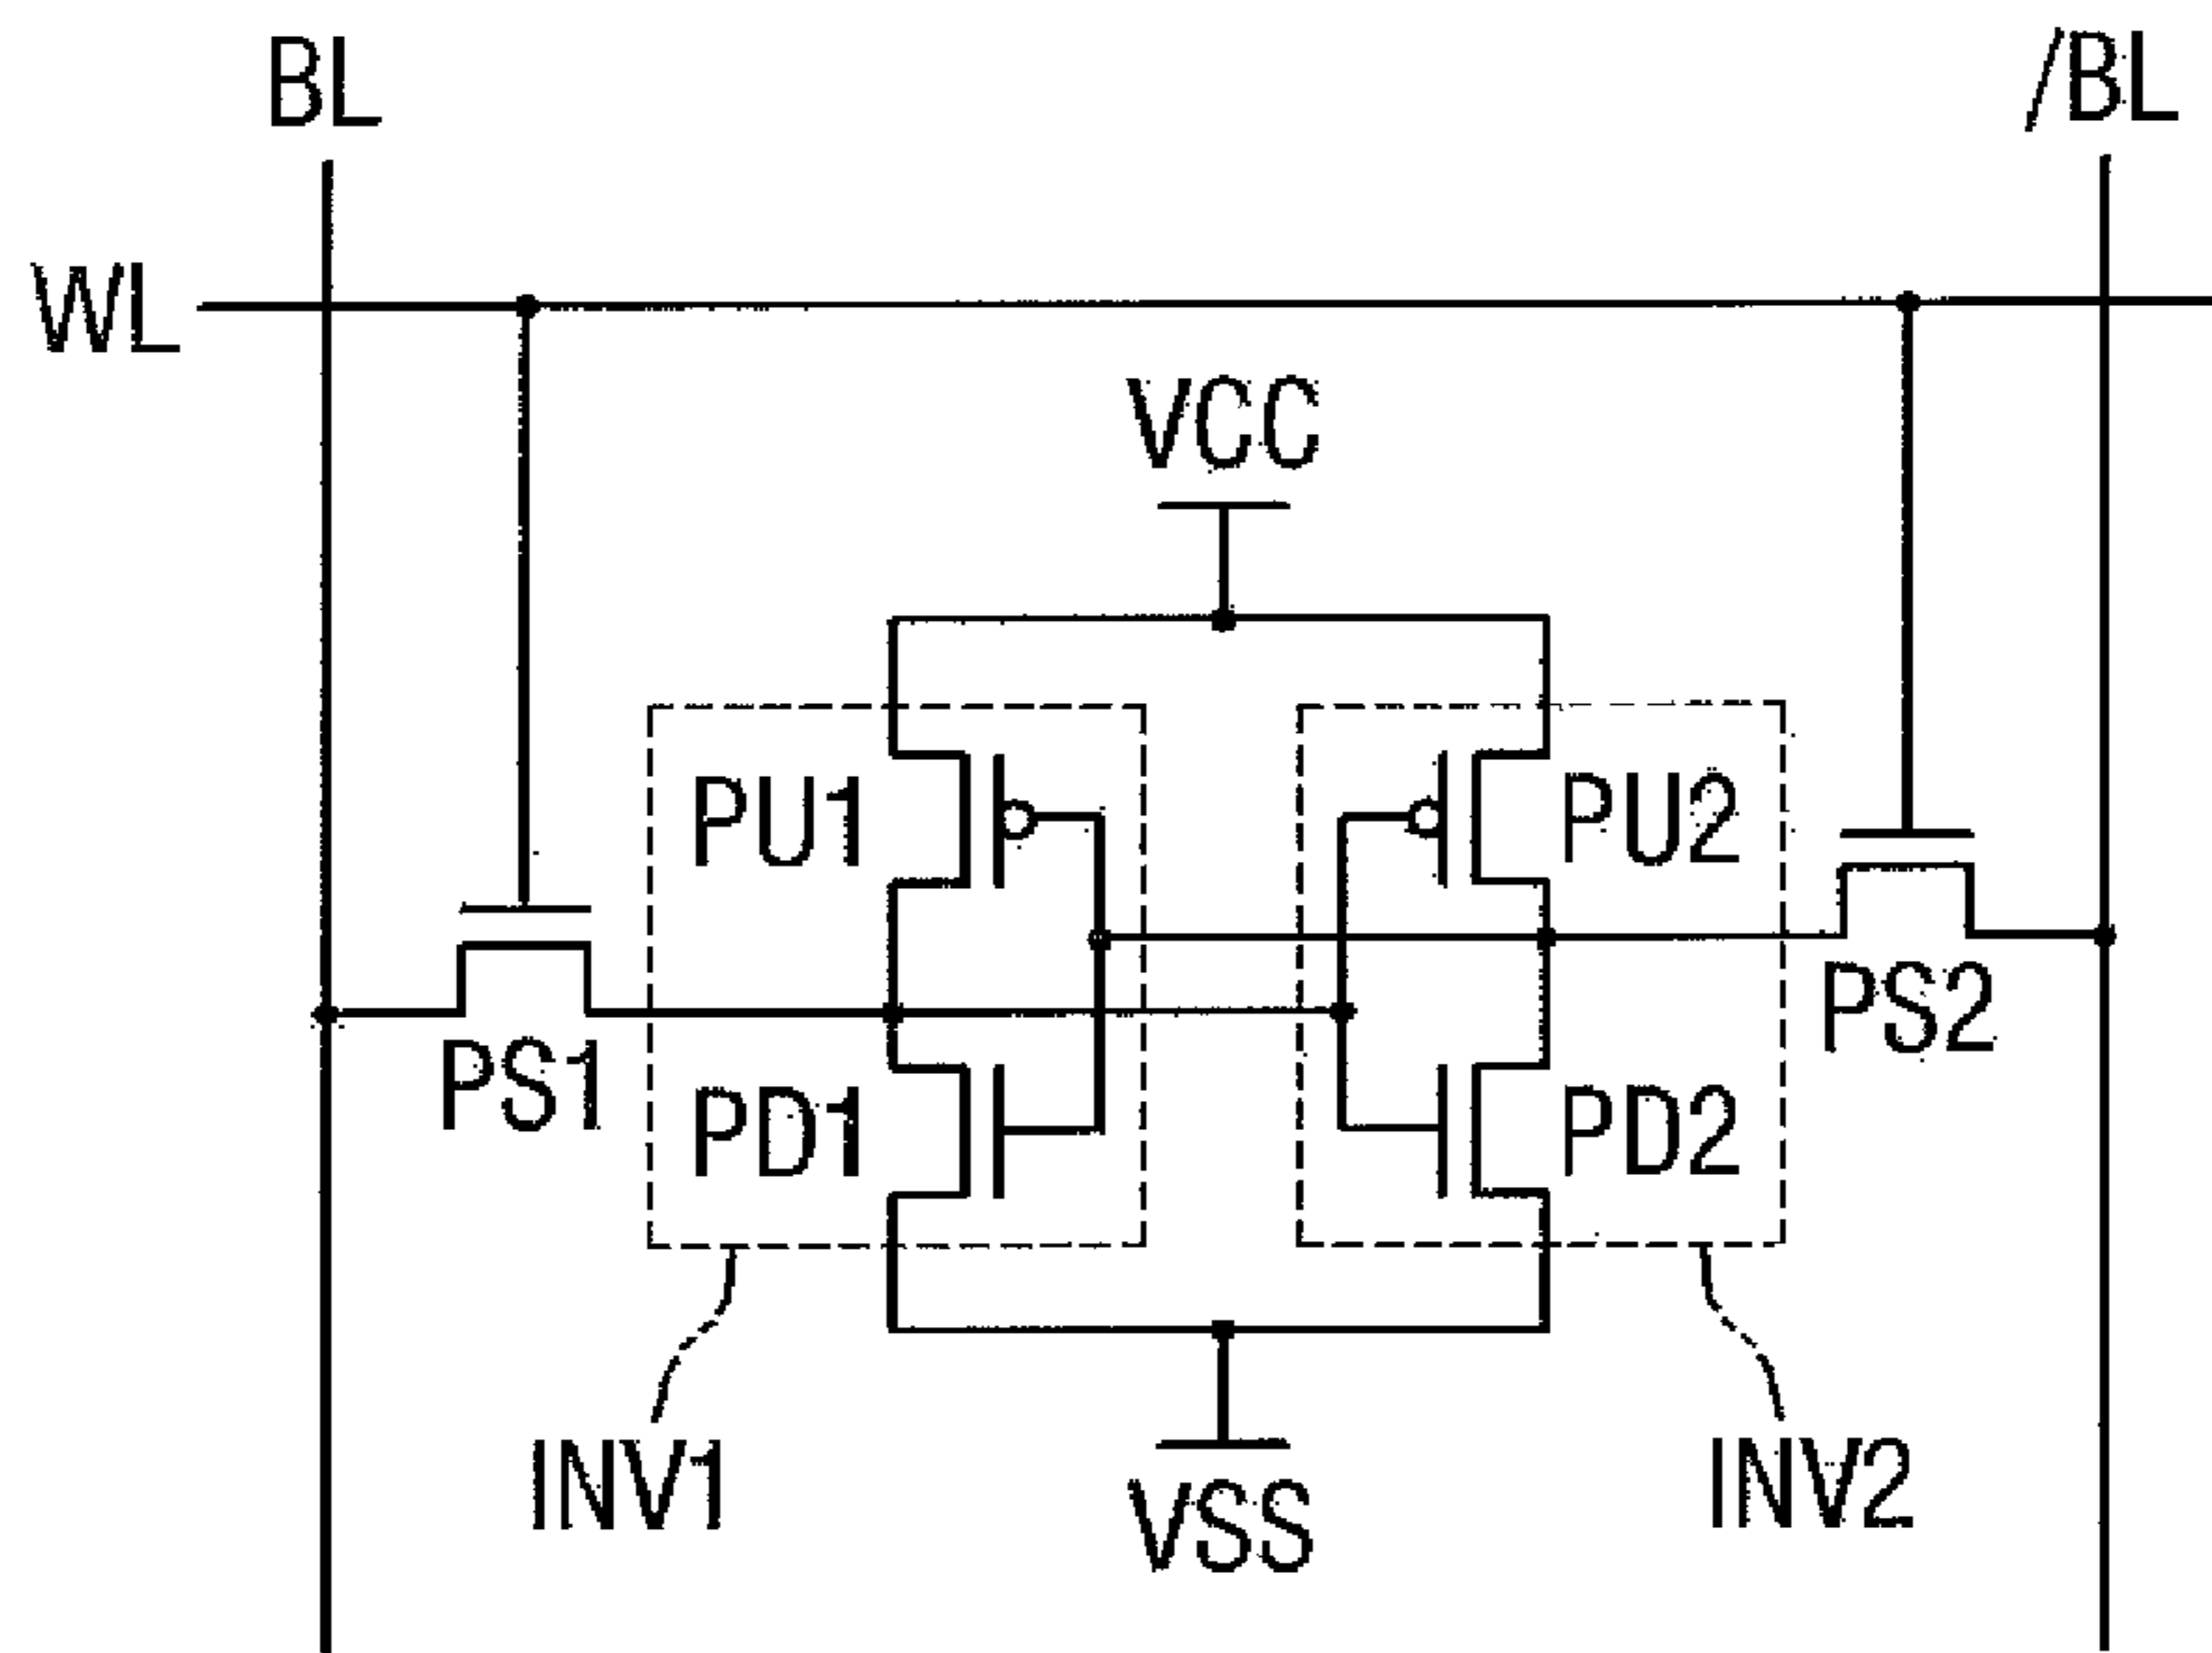 BL
/BL
WL
VCC
PU1
PU2
PS1
PS2
PD1
PD2
INV1
INV2
VSS